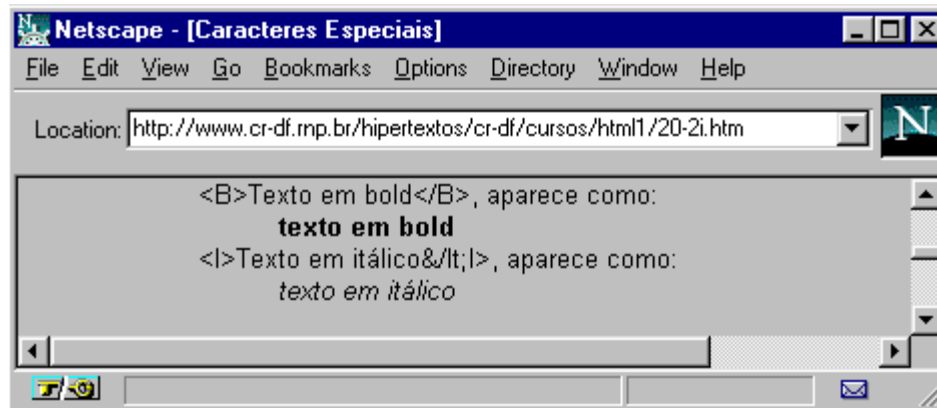 Netscape - [Caracteres Especiais]
File Edit View Go Bookmarks Options Directory Window Help
Location: http://www.cr-df.rnp.br/hipertextos/cr-df/cursos/html1/20-2i.htm
N
<B>Texto em bold</B>, aparece como:
texto em bold
<I>Texto em itálico&/lt;I>, aparece como:
texto em itálico